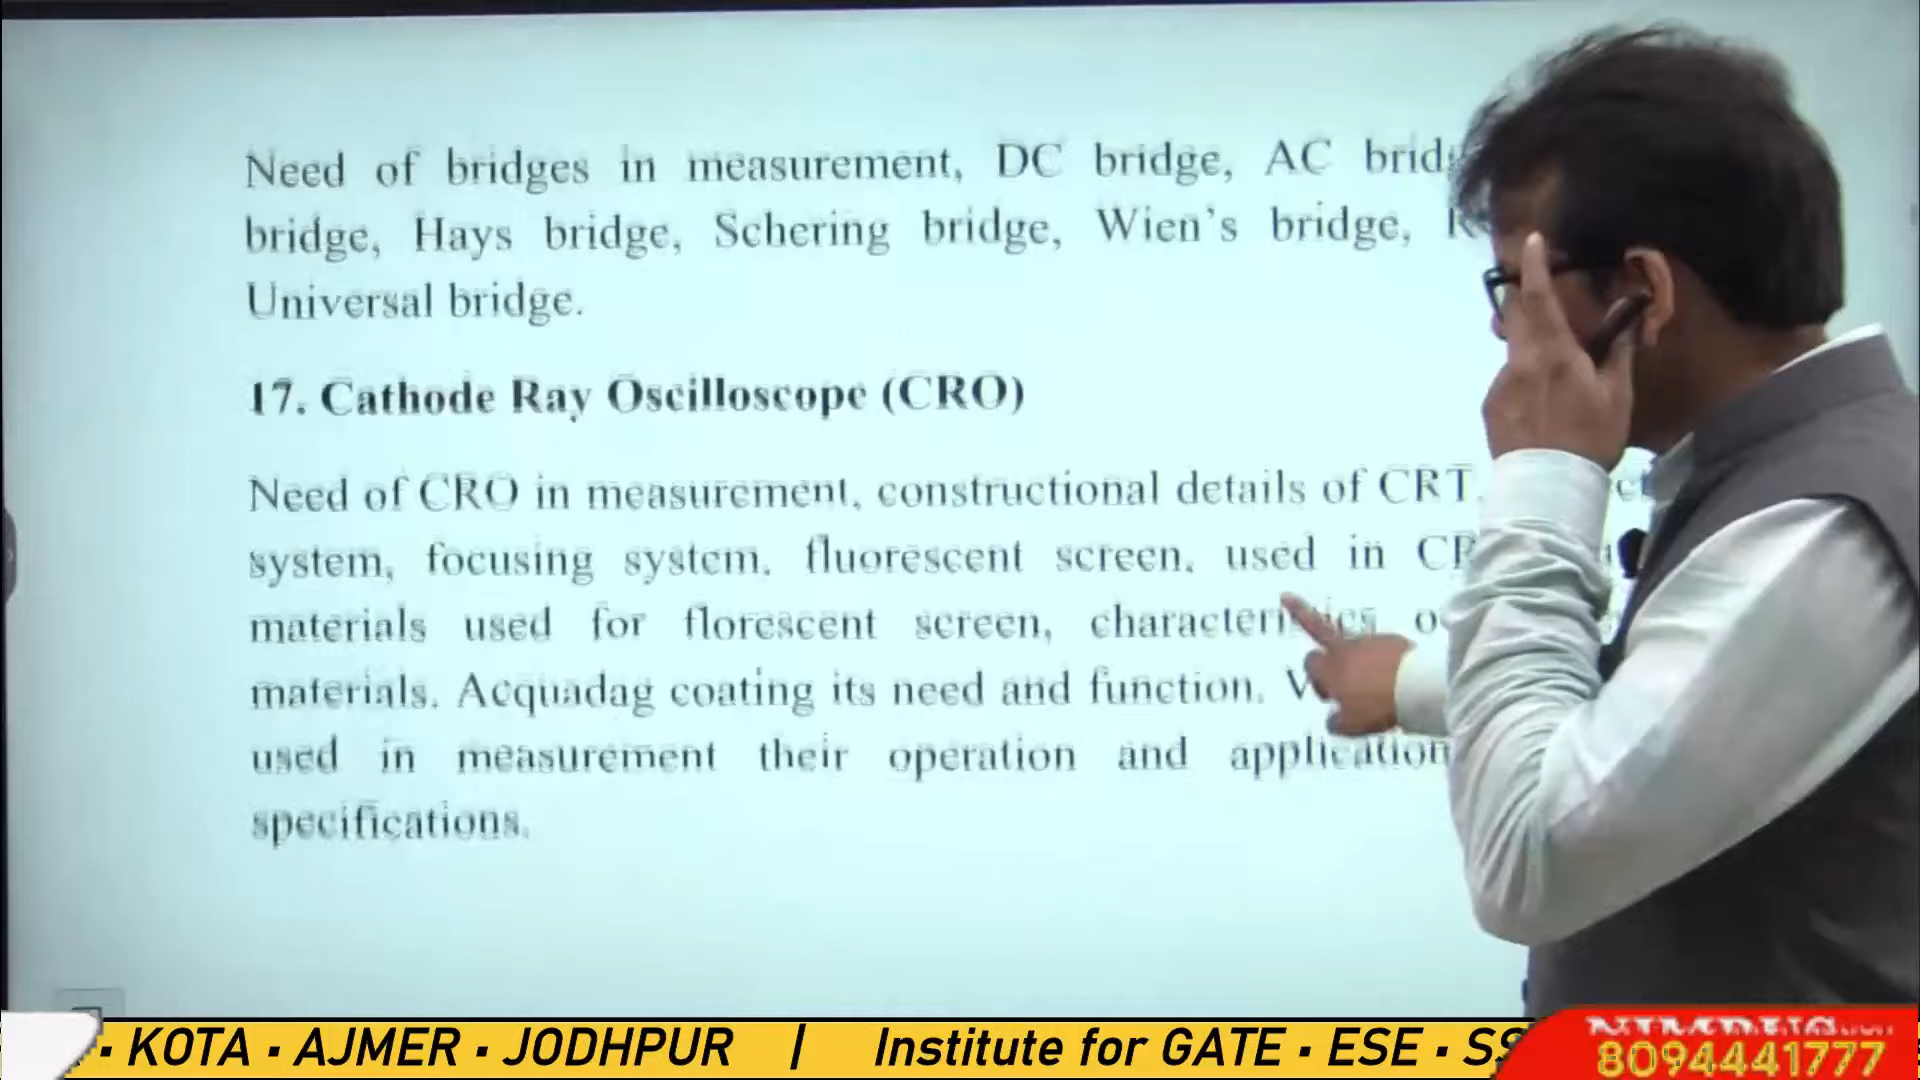 Need of bridges in measurement, DC bridge, AC
bridge, Hays bridge, Schering bridge, Wien's bridge,
Universal bridge.
17. Cathode Ray Oscilloscope (CRO)
Need of CRO in measurement, constructional details of CRT.
system, focusing system. fluorescent screen. used in
materials used for florescent screen, characteristics
materials. Acquadag coating its need and function.
used in measurement their operation and application
specifications.
· KOTA · AJMER · JODHPUR | Institute for GATE · ESE ·
8094441777